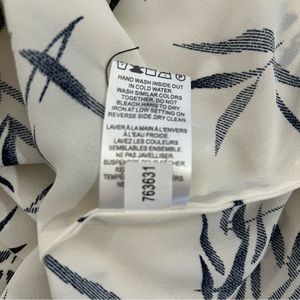 HAND WASH INSIDE OUT
IN COLD WATER.
WASH SIMILAR COLORS
TOGETHER. DO NOT
BLEACH. HANG TO DRY
IRON AT LOW SETTING ON
REVERSE SIDE. DRY CLEAN.
LAVER À LA MAIN À L'ENVERS
À L'EAU FROIDE.
LAVANT LES COULEURS
SEMBLABLES ENSEMBLE.
NE PAS JAVELLISER.
763631